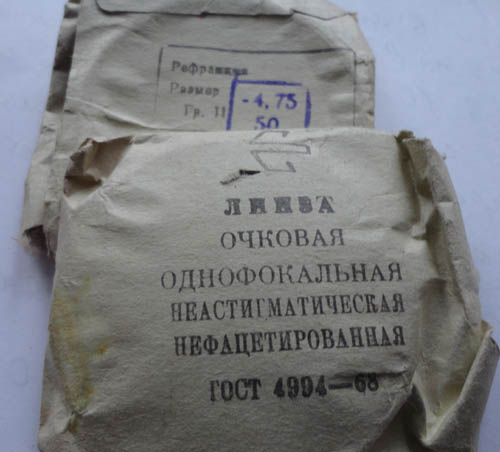 Рефракция
Размер
Гр. II
-4,75
50
ЛИНЗА
ОЧКОВАЯ
ОДНОФОКАЛЬНАЯ
НЕАСТИГМАТИЧЕСКАЯ
НЕФАЦЕТИРОВАННАЯ
ГОСТ 4994—68